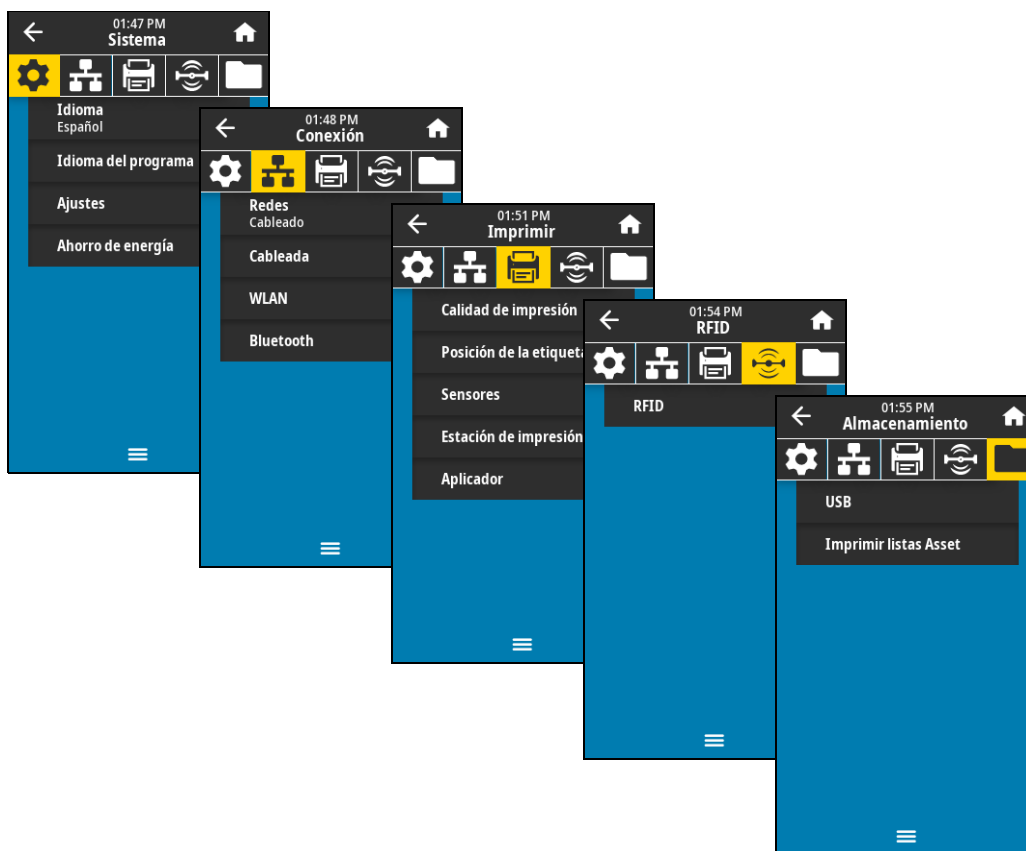 01:47 PM
Sistema
Idioma
Español
Idioma del programa
Ajustes
Ahorro de energía
01:48 PM
Conexión
Redes
Cableado
Cableada
WLAN
Bluetooth
01:51 PM
Imprimir
Calidad de impresión
Posición de la etiqueta
Sensores
Estación de impresión
Aplicador
01:54 PM
RFID
RFID
01:55 PM
Almacenamiento
USB
Imprimir listas Asset